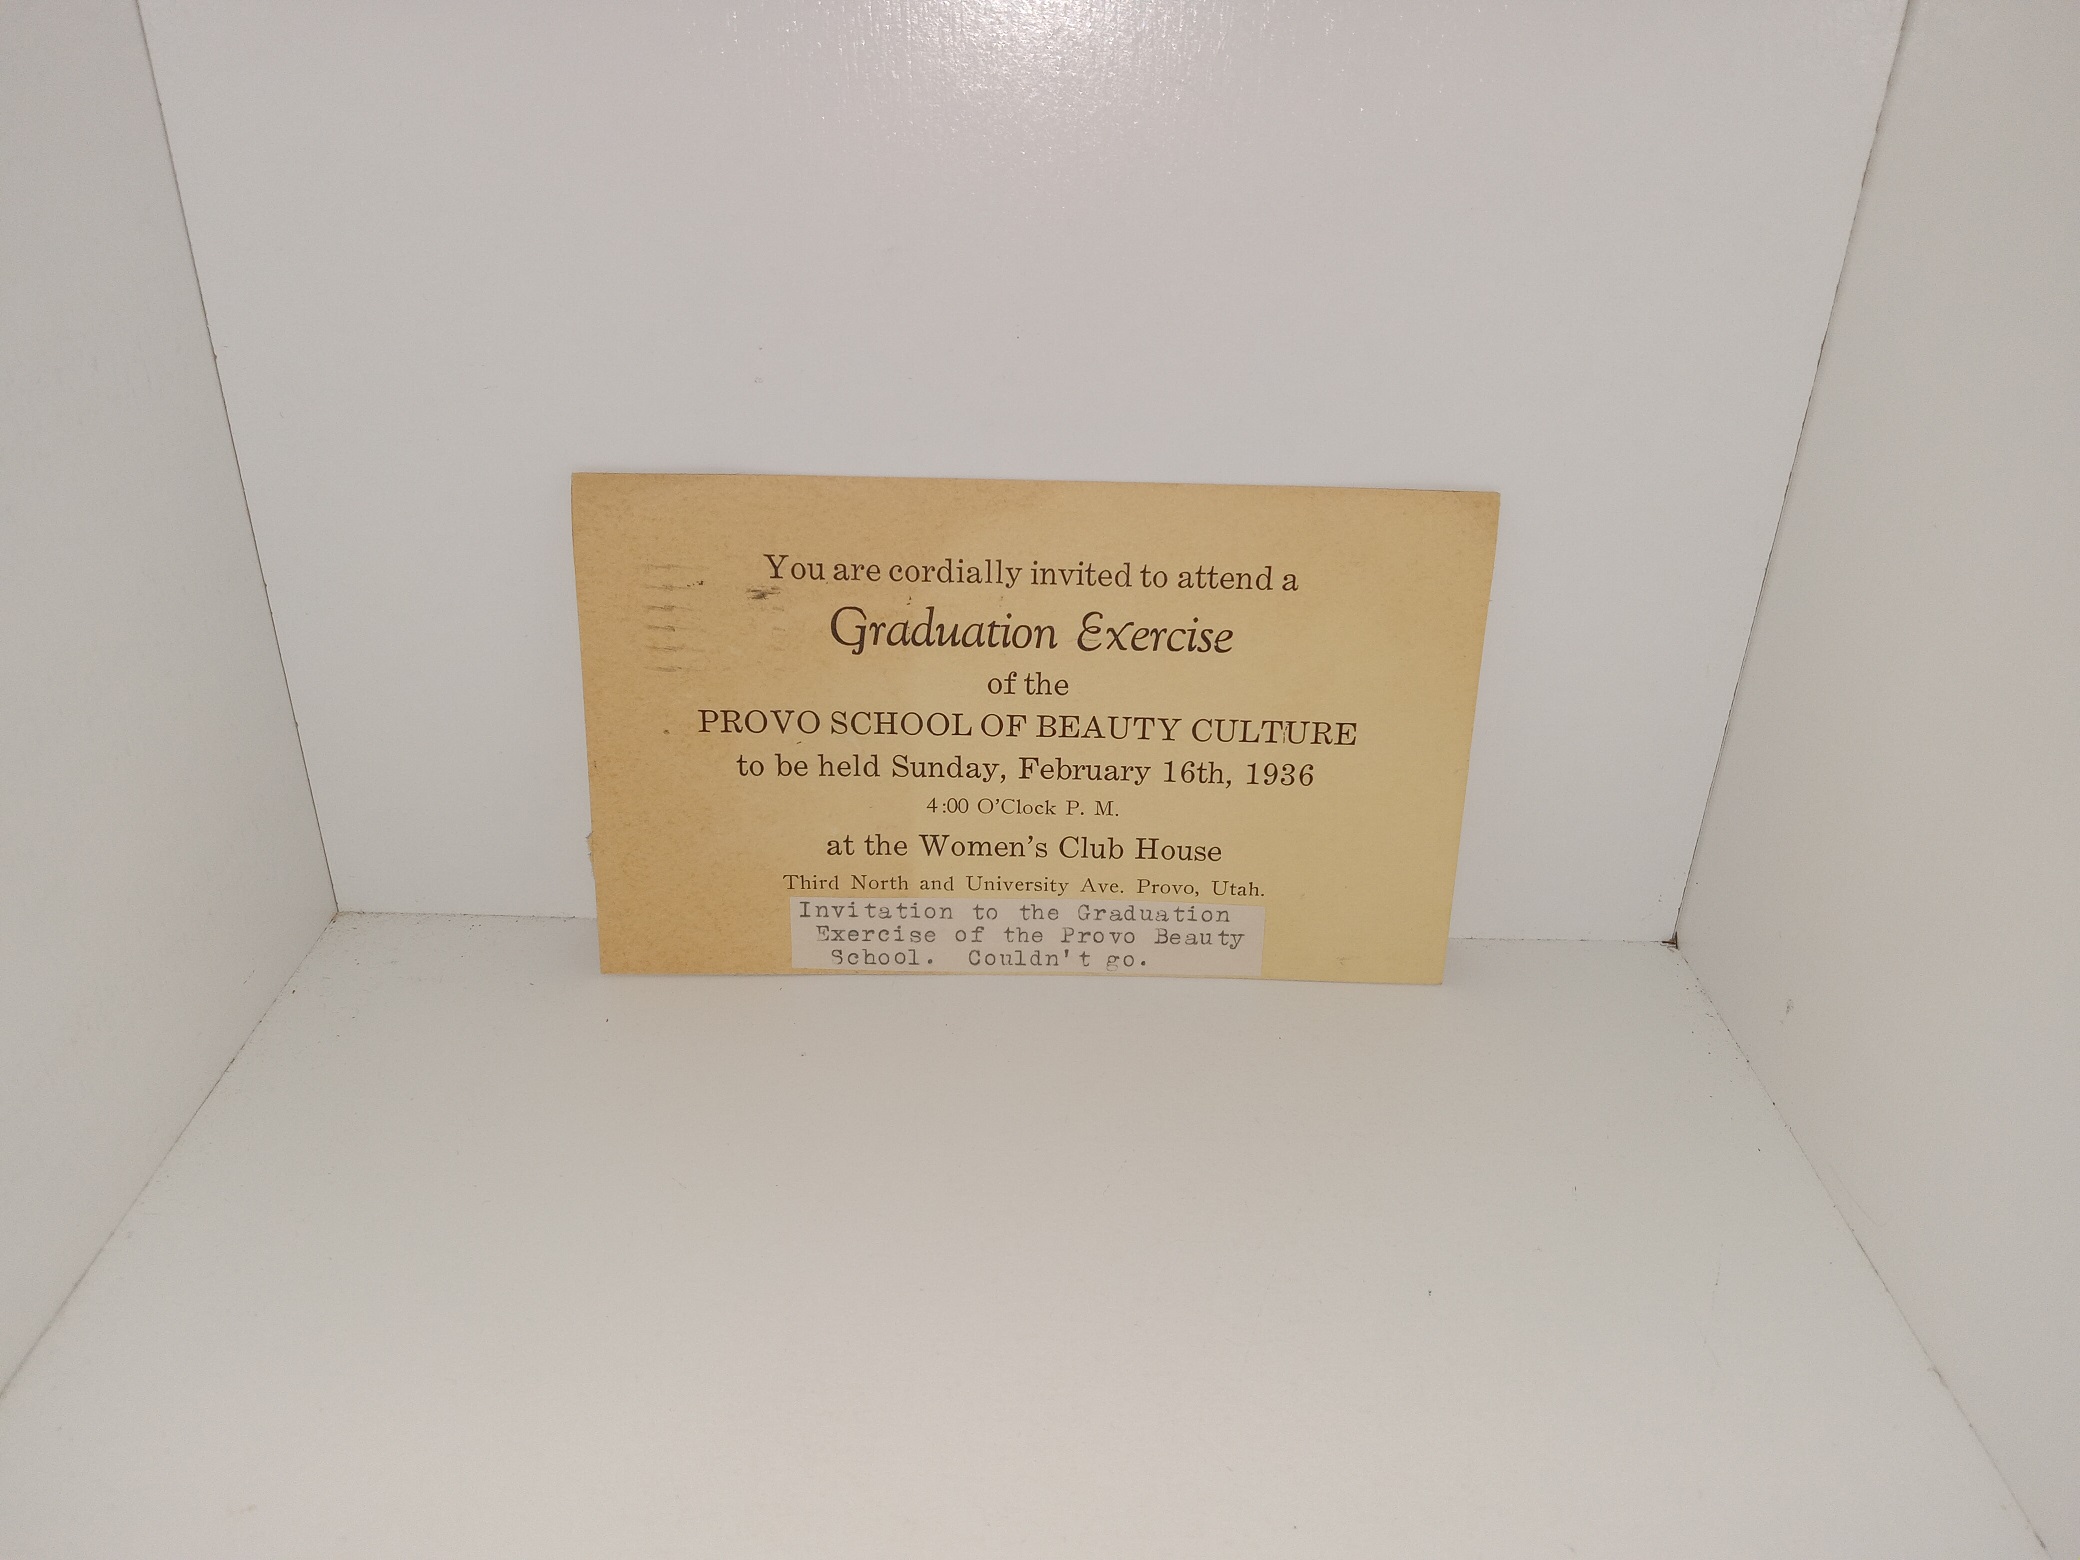 You are cordially invited to attend a
Graduation Exercise
of the
PROVO SCHOOL OF BEAUTY CULTURE
to be held Sunday, February 16th, 1936
4:00 O'Clock P. M.
at the Women's Club House
Third North and University Ave. Provo, Utah.
Invitation to the Graduation
Exercise of the Provo Beauty
School. Couldn't go.